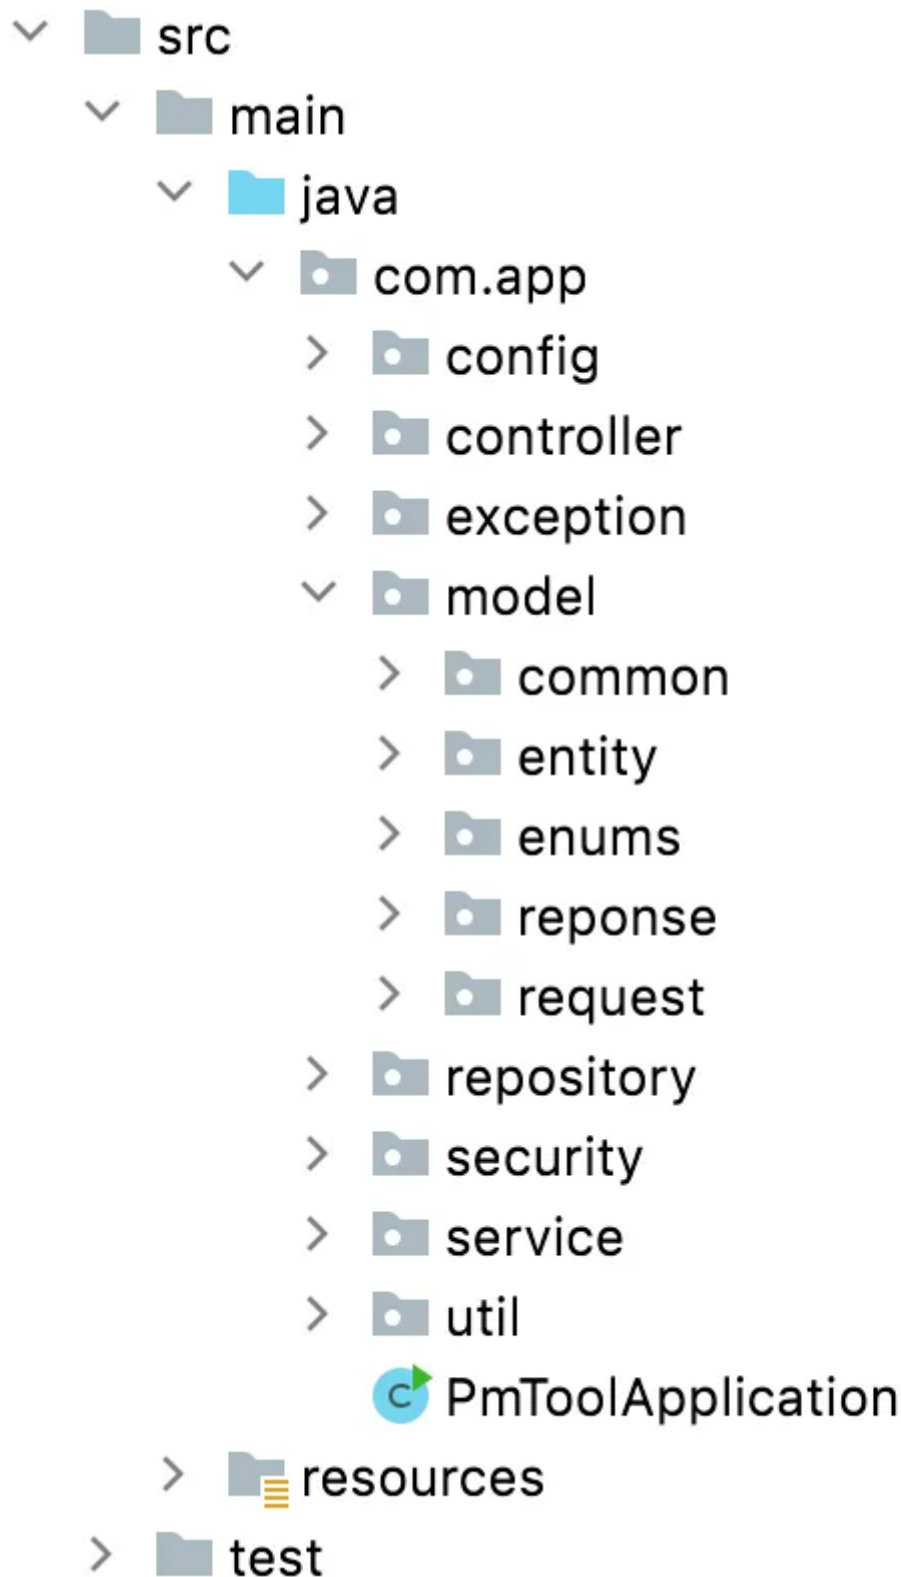 src
main
java
com.app
config
controller
exception
model
common
entity
enums
reponse
request
repository
security
service
util
C PmToolApplication
resources
test